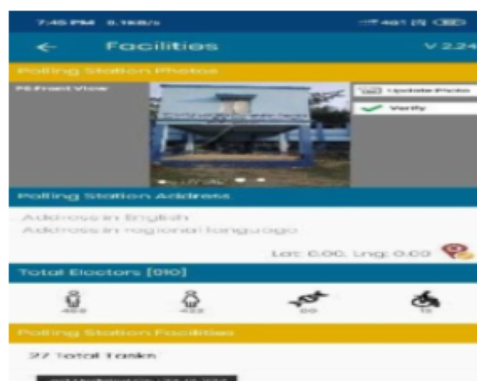 7:45 PM 0.1KB/s
Facilities V 2.24
Polling Station Photos
PS Front View
Update Photo
Verify
Polling Station Address
Address in English
Address in regional language
Lat: 0.00, Lng: 0.00
Total Electors [910]
Polling Station Facilities
27 Total Tasks